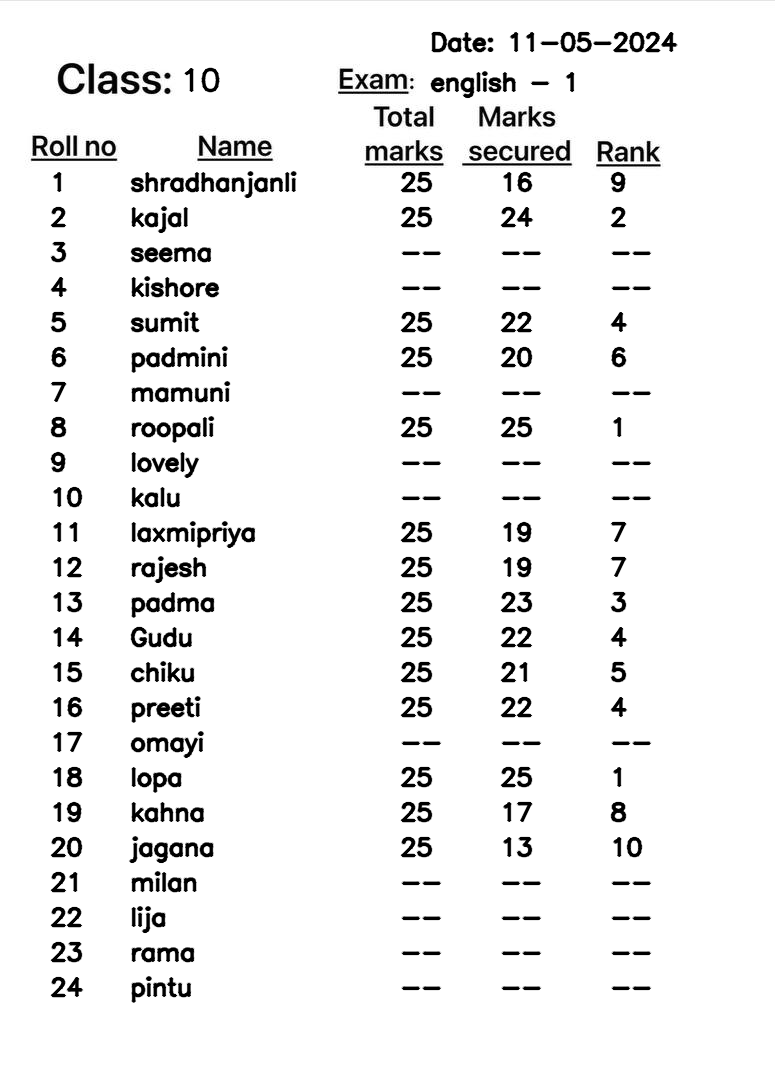 Date: 11-05-2024
Class: 10 Exam: english - 1
Roll no Name Total marks Marks secured Rank
1 shradhanjanli 25 16 9
2 kajal 25 24 2
3 seema -- -- --
4 kishore -- -- --
5 sumit 25 22 4
6 padmini 25 20 6
7 mamuni -- -- --
8 roopali 25 25 1
9 lovely -- -- --
10 kalu -- -- --
11 laxmipriya 25 19 7
12 rajesh 25 19 7
13 padma 25 23 3
14 Gudu 25 22 4
15 chiku 25 21 5
16 preeti 25 22 4
17 omayi -- -- --
18 lopa 25 25 1
19 kahna 25 17 8
20 jagana 25 13 10
21 milan -- -- --
22 lija -- -- --
23 rama -- -- --
24 pintu -- -- --